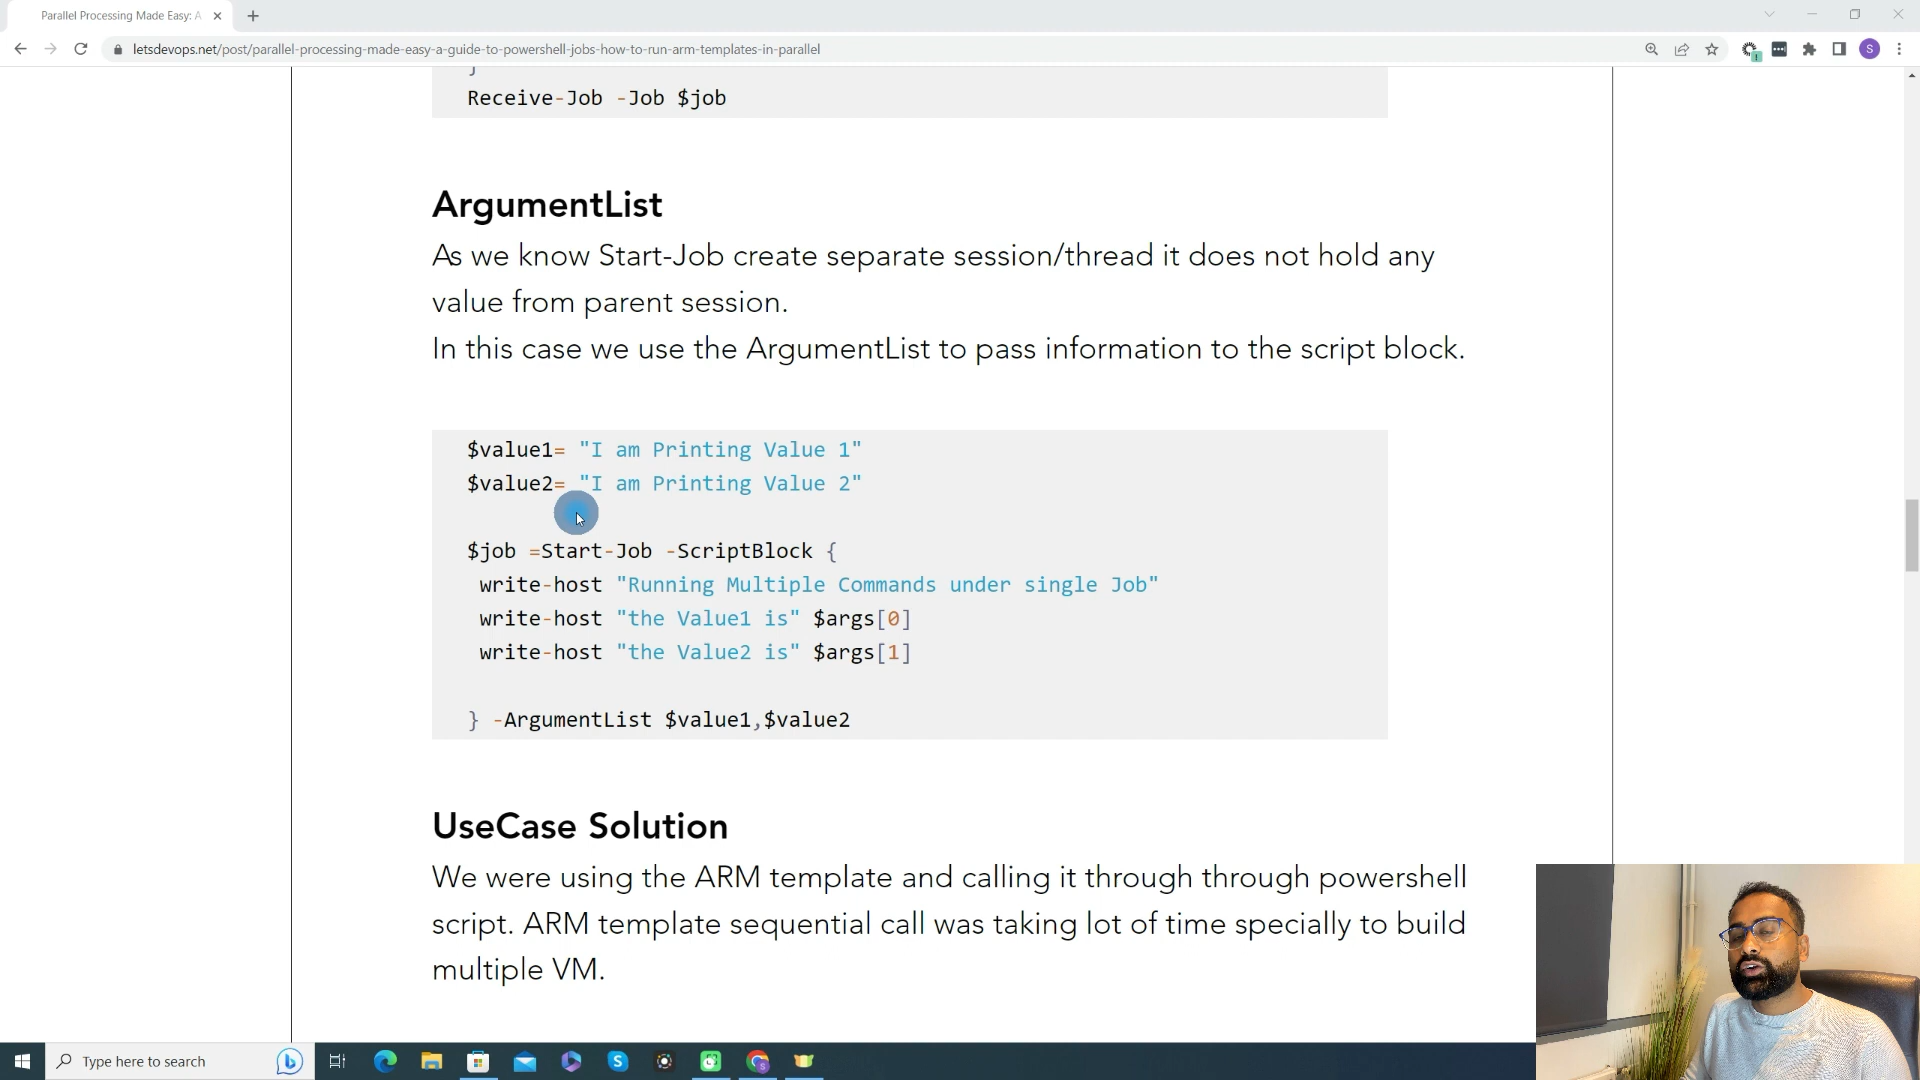 Parallel Processing Made Easy: A
letsdevops.net/post/parallel-processing-made-easy-a-guide-to-powershell-jobs-how-to-run-arm-templates-in-parallel
S
}
Receive-Job -Job $job
ArgumentList
As we know Start-Job create separate session/thread it does not hold any
value from parent session.
In this case we use the ArgumentList to pass information to the script block.
$value1= "I am Printing Value 1"
$value2= "I am Printing Value 2"
$job =Start-Job -ScriptBlock {
write-host "Running Multiple Commands under single Job"
write-host "the Value1 is" $args[0]
write-host "the Value2 is" $args[1]
} -ArgumentList $value1,$value2
UseCase Solution
We were using the ARM template and calling it through through powershell
script. ARM template sequential call was taking lot of time specially to build
multiple VM.
Type here to search